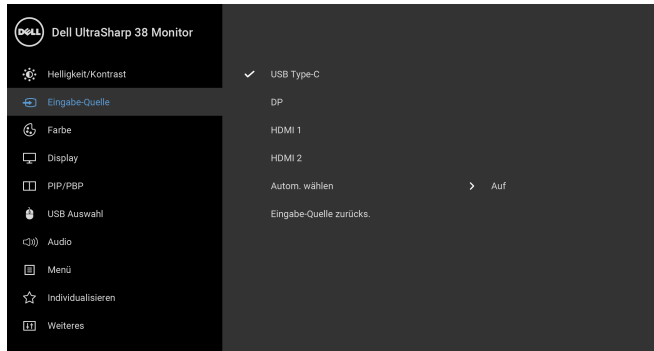 DELL Dell UltraSharp 38 Monitor
Helligkeit/Kontrast
Eingabe-Quelle
Farbe
Display
PIP/PBP
USB Auswahl
Audio
Menü
Individualisieren
Weiteres
USB Type-C
DP
HDMI 1
HDMI 2
Autom. wählen Auf
Eingabe-Quelle zurücks.